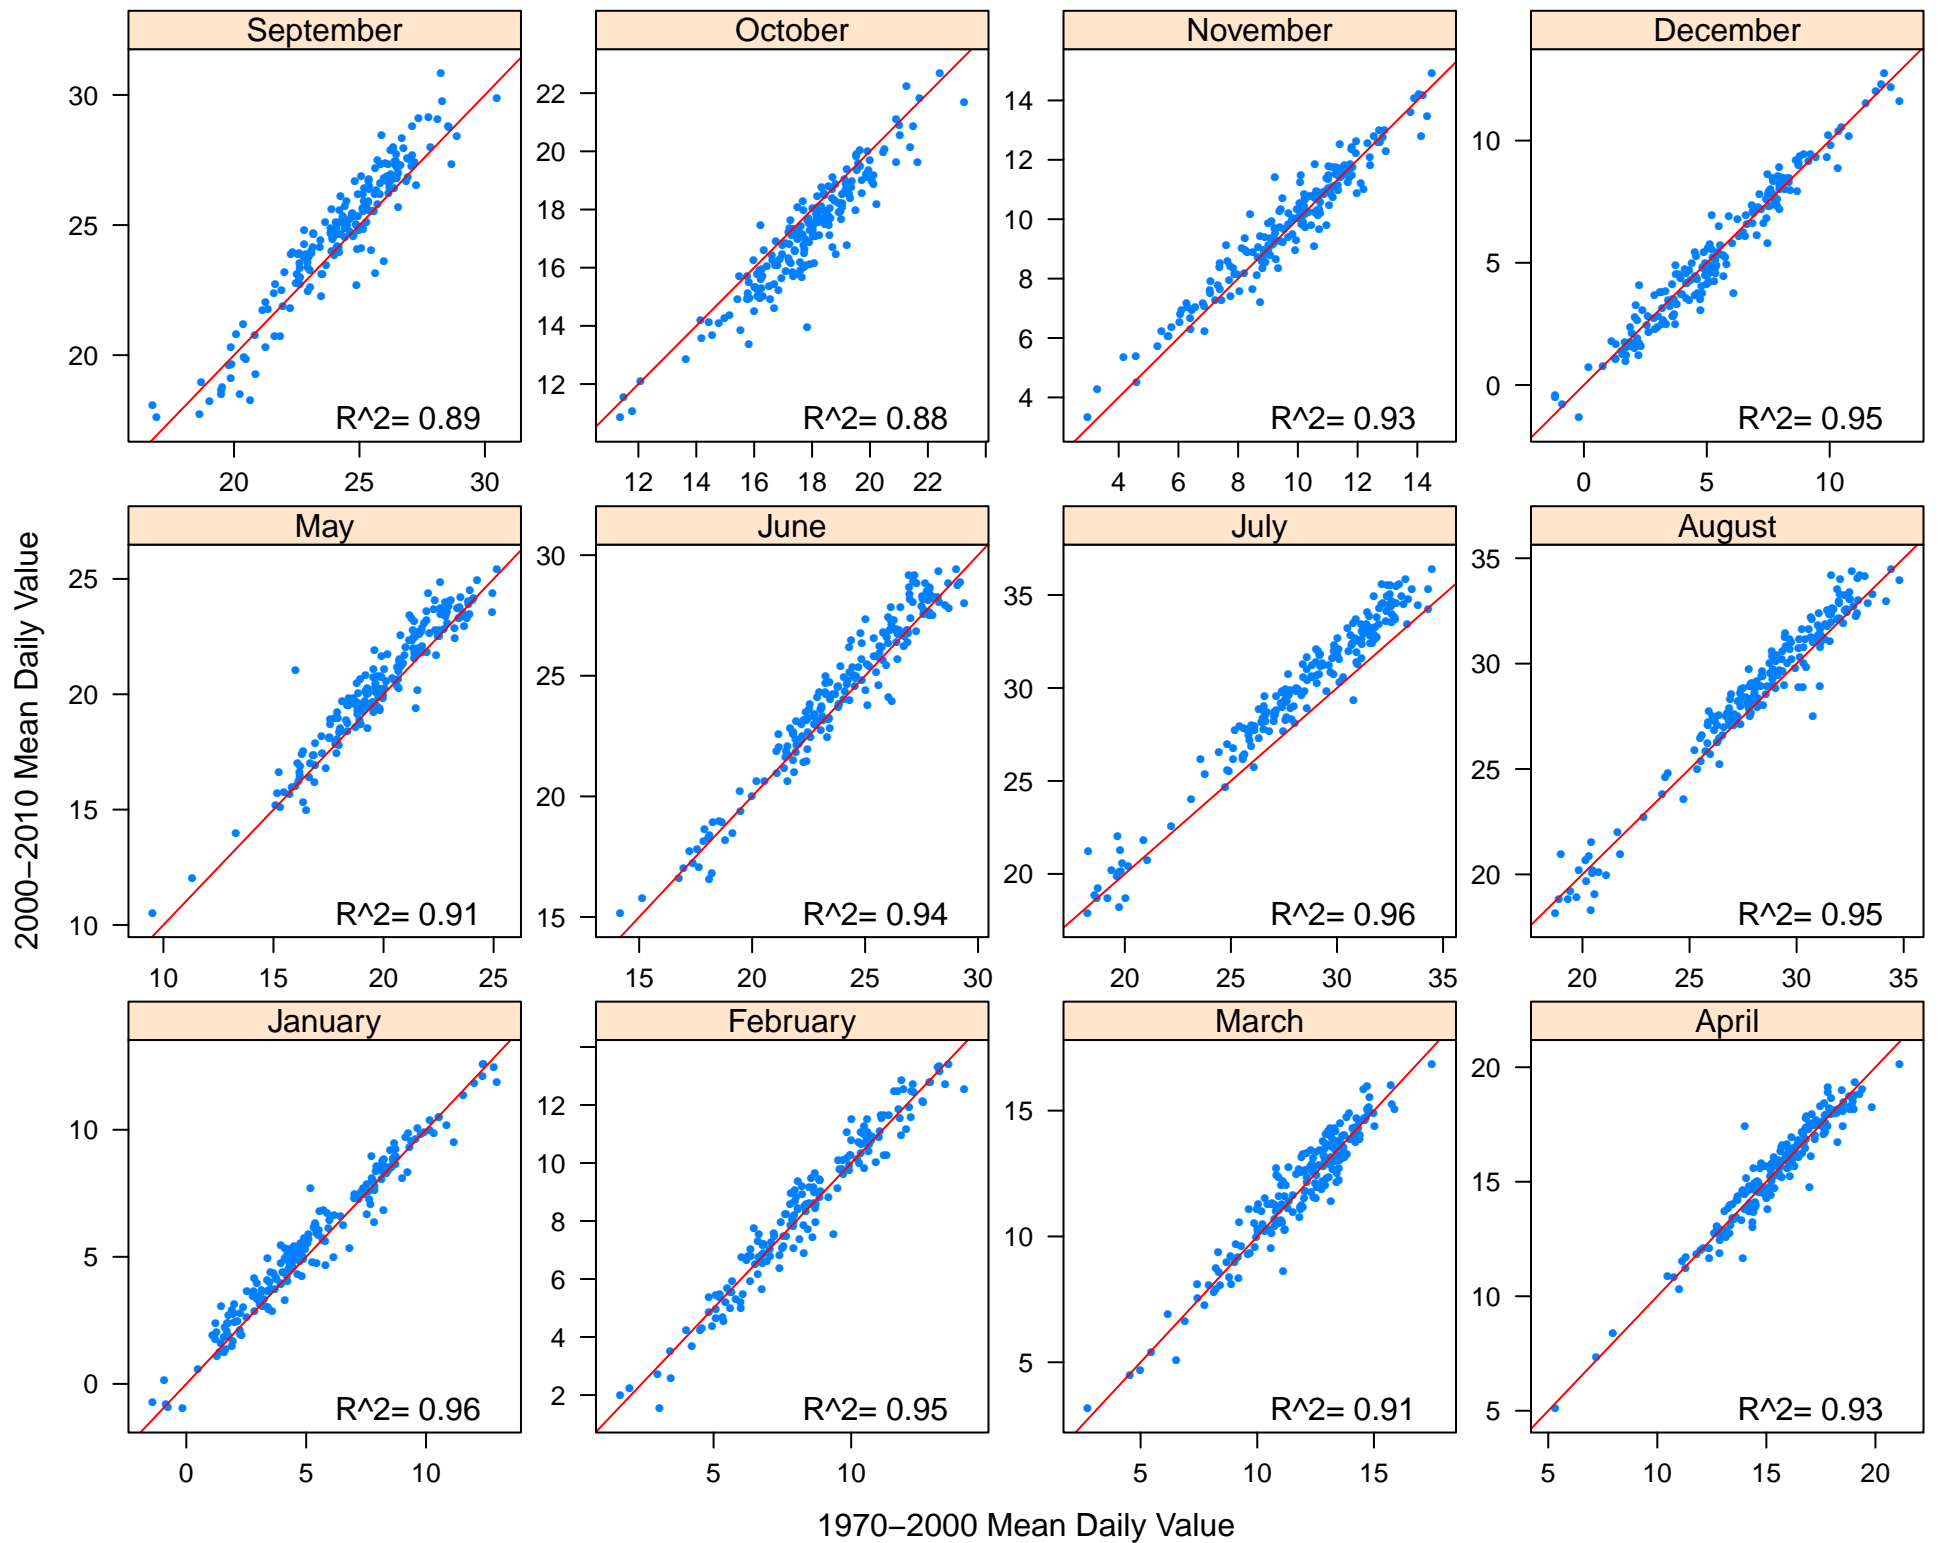 September October November December
30
25
20
R^2= 0.89
20 25 30
22
20
18
16
14
12
R^2= 0.88
12 14 16 18 20 22
14
12
10
8
6
4
R^2= 0.93
4 6 8 10 12 14
10
5
0
R^2= 0.95
0 5 10
2000–2010 Mean Daily Value
May June July August
25
20
15
10
R^2= 0.91
10 15 20 25
30
25
20
15
R^2= 0.94
15 20 25 30
35
30
25
20
R^2= 0.96
20 25 30 35
35
30
25
20
R^2= 0.95
20 25 30 35
January February March April
10
5
0
R^2= 0.96
0 5 10
12
10
8
6
4
2
R^2= 0.95
5 10
15
10
5
R^2= 0.91
5 10 15
20
15
10
5
R^2= 0.93
5 10 15 20
1970–2000 Mean Daily Value